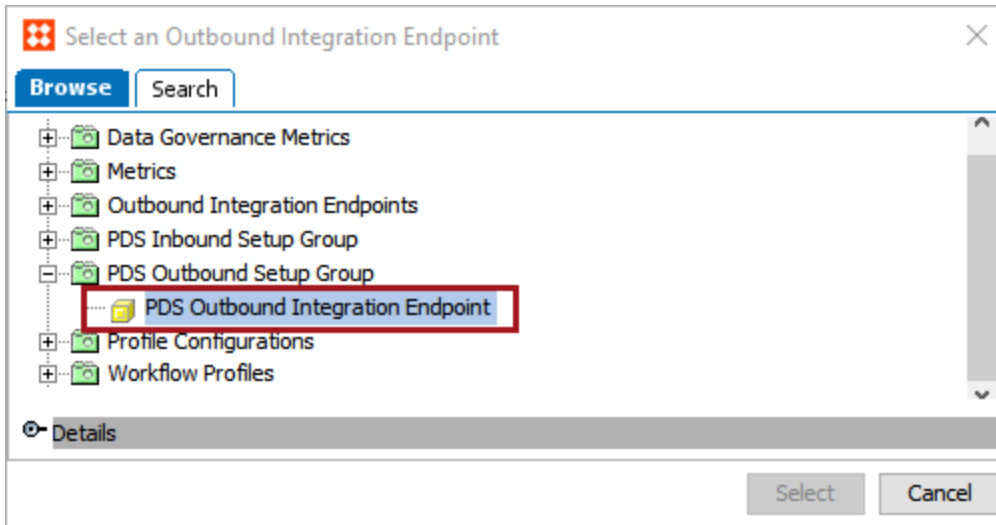 Select an Outbound Integration Endpoint
Browse Search
Data Governance Metrics
Metrics
Outbound Integration Endpoints
PDS Inbound Setup Group
PDS Outbound Setup Group
PDS Outbound Integration Endpoint
Profile Configurations
Workflow Profiles
Details
Select Cancel